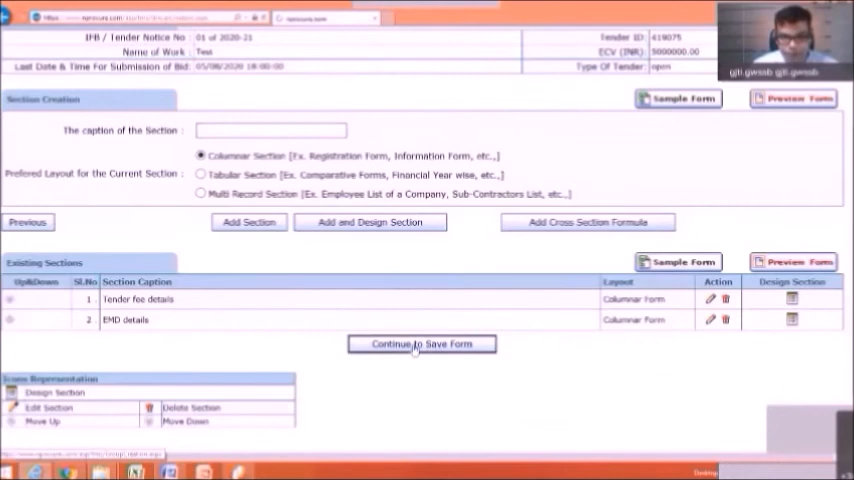 IFB / Tender Notice No : 01 of 2020-21 Tender ID: 419075
Name of Work : Test ECV (INR): 5000000.00
Last Date & Time For Submission of Bid: 05/08/2020 18:00:00 Type Of Tender:
gjti.gwssb gjti.gwssb
Section Creation Sample Form Preview Form
The caption of the Section :
Columnar Section [Ex. Registration Form, Information Form, etc.,]
Prefered Layout for the Current Section : Tabular Section [Ex. Comparative Forms, Financial Year wise, etc.,]
Multi Record Section [Ex. Employee List of a Company, Sub-Contractors List, etc.,]
Previous Add Section Add and Design Section Add Cross Section Formula
Existing Sections Sample Form Preview Form
Up&Down Sl.No Section Caption Layout Action Design Section
1. Tender fee details Columnar Form
2. EMD details Columnar Form
Continue to Save Form
Icons Representation
Design Section
Edit Section Delete Section
Move Up Move Down
Desktop